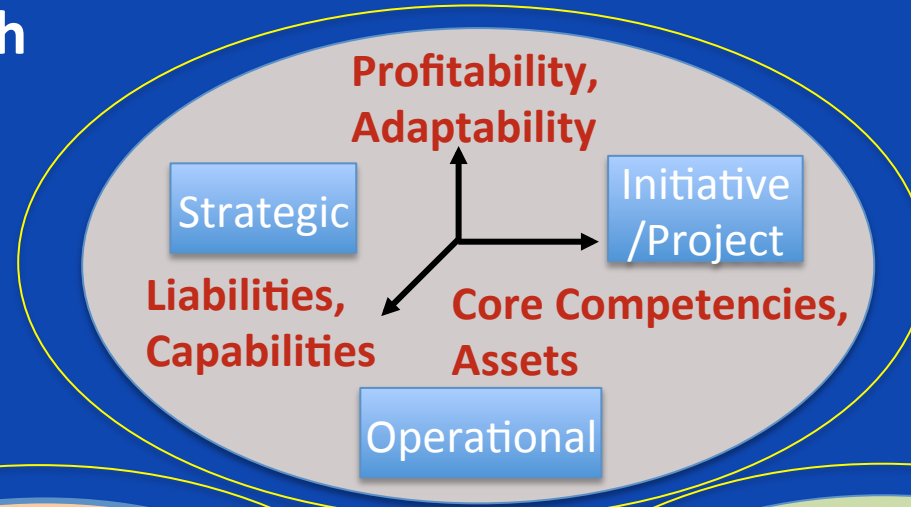 h
Profitability,
Adaptability
Strategic
Initiative
/Project
Liabilities,
Capabilities
Core Competencies,
Assets
Operational